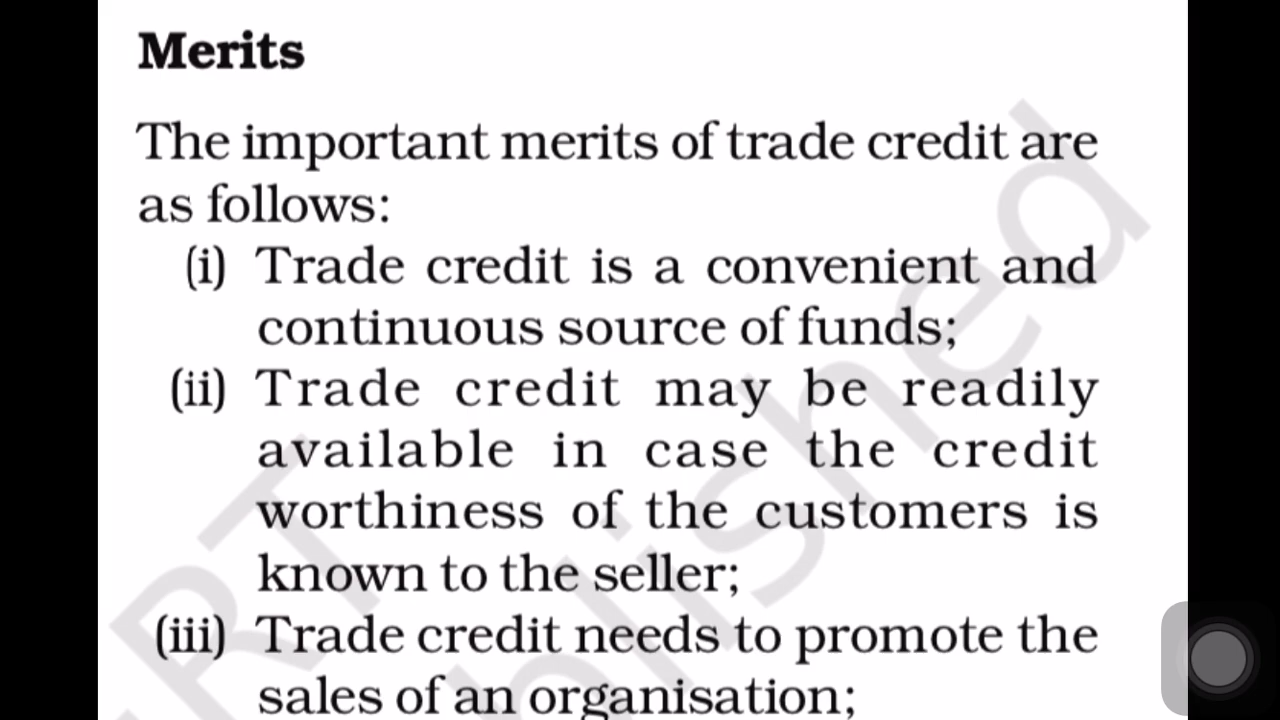 Merits
The important merits of trade credit are
as follows:
(i) Trade credit is a convenient and
continuous source of funds;
(ii) Trade credit may be readily
available in case the credit
worthiness of the customers is
known to the seller;
(iii) Trade credit needs to promote the
sales of an organisation;